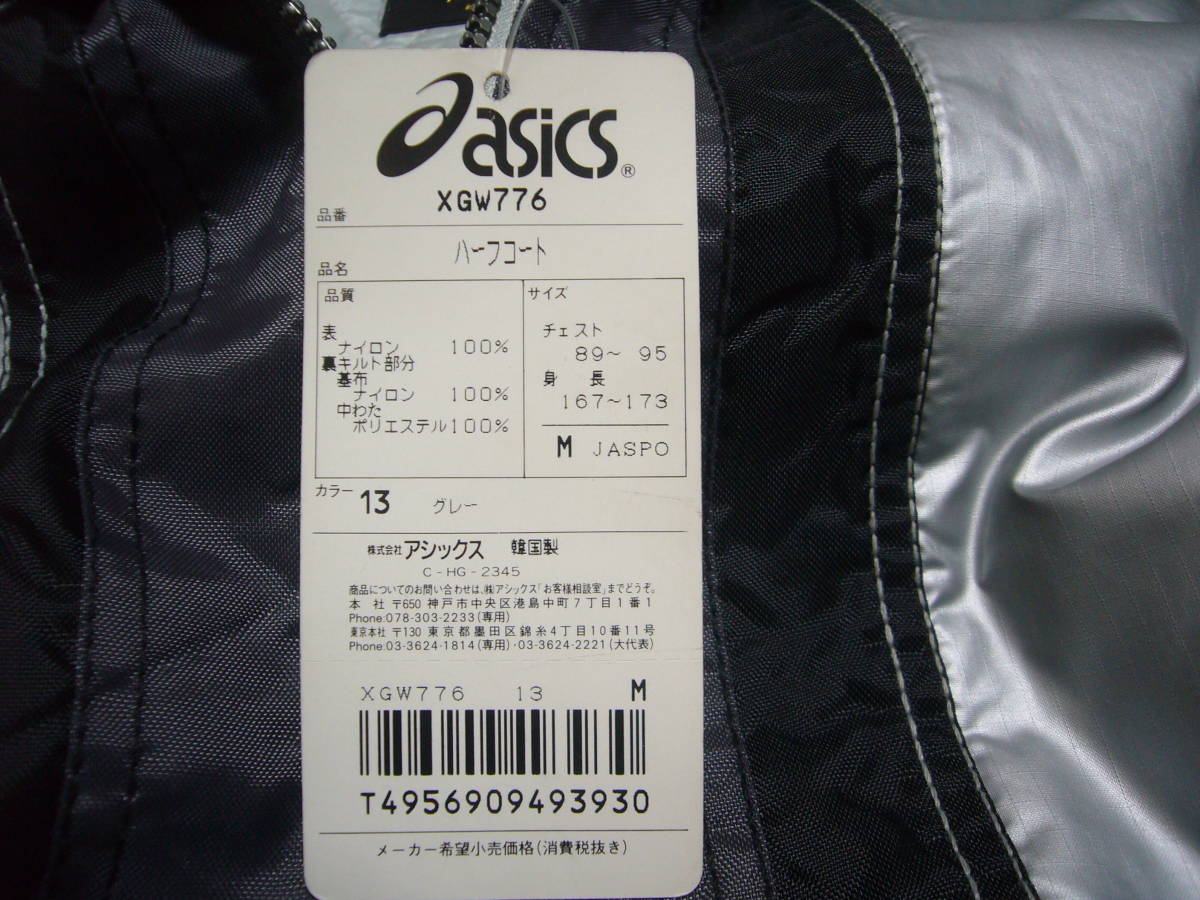 asics®
品番 XGW776
品名 ハーフコート
品質
表
ナイロン 100%
裏キルト部分
基布
ナイロン 100%
中わた
ポリエステル100%
サイズ
チェスト
89～ 95
身 長
167～173
M JASPO
カラー 13 グレー
株式会社 アシックス 韓国製
C-HG-2345
商品についてのお問い合わせは、㈱アシックス「お客様相談室」までどうぞ。
本 社 〒650 神戸市中央区港島中町7丁目1番1
Phone:078-303-2233(専用)
東京本社 〒130 東京都墨田区錦糸4丁目10番11号
Phone:03-3624-1814(専用)・03-3624-2221(大代表)
XGW776 13 M
T4956909493930
メーカー希望小売価格(消費税抜き)